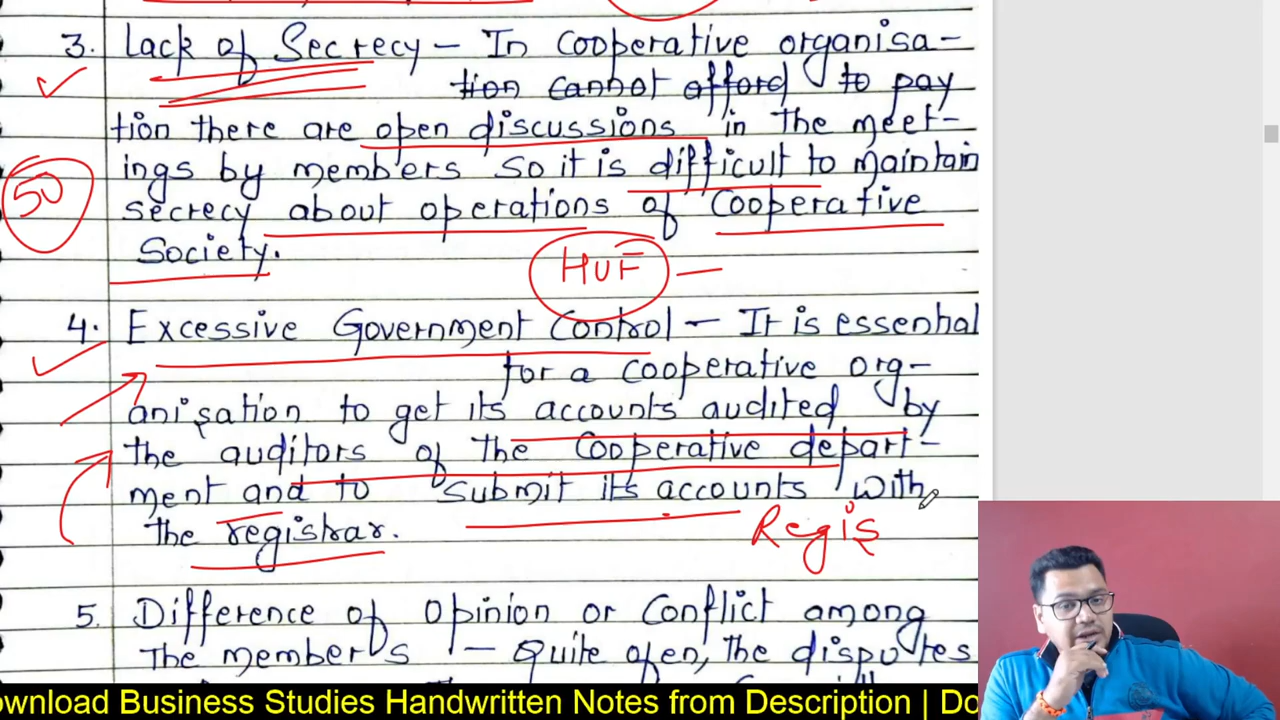 3. Lack of Secrecy - In Cooperative organisa-
tion cannot afford to pay
tion there are open discussions in the meet-
ings by members so it is difficult to maintain
50
secrecy about operations of Cooperative
Society.
HUF -
4. Excessive Government Control - It is essenhal
for a cooperative org-
anisation to get its accounts audited by
the auditors of the Cooperative depart-
ment and to submit its accounts with
the registrar.
Regis
5. Difference of Opinion or Conflict among
The members - Quite ofen, the disputes
ownload Business Studies Handwritten Notes from Description | Do